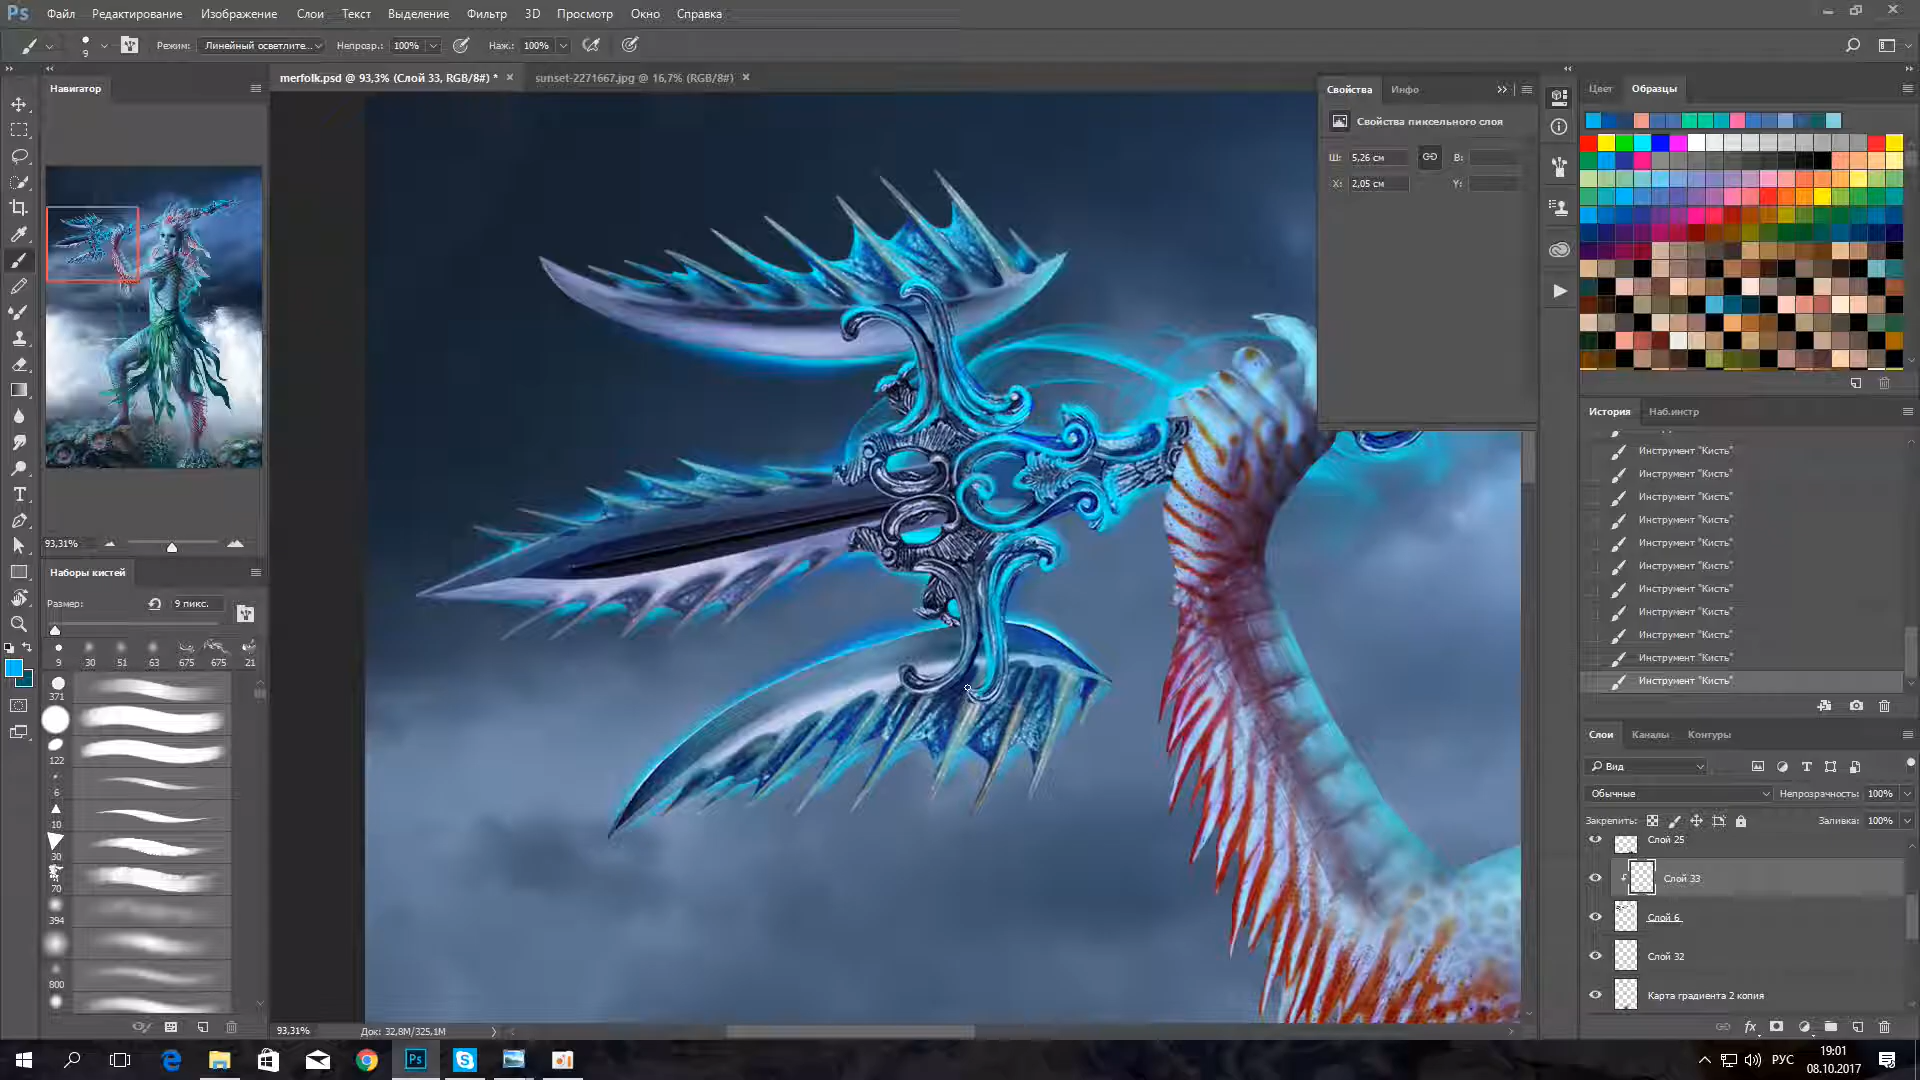 Ps Файл Редактирование Изображение Слои Текст Выделение Фильтр 3D Просмотр Окно Справка
9 Режим: Линейный осветлите... Непрозр.: 100% Наж.: 100%
merfolk.psd @ 93,3% (Слой 33, RGB/8#) * × sunset-2271667.jpg @ 16,7% (RGB/8#) ×
Навигатор
93,31%
Наборы кистей
Размер: 9 пикс.
9 30 51 63 675 675 21
371
122
6
10
30
70
394
800
Свойства Инфо
Свойства пиксельного слоя
Ш: 5,26 см В:
X: 2,05 см Y:
Цвет Образцы
История Наб.инстр
Инструмент "Кисть"
Инструмент "Кисть"
Инструмент "Кисть"
Инструмент "Кисть"
Инструмент "Кисть"
Инструмент "Кисть"
Инструмент "Кисть"
Инструмент "Кисть"
Инструмент "Кисть"
Инструмент "Кисть"
Инструмент "Кисть"
Слои Каналы Контуры
Вид
Обычные Непрозрачность: 100%
Закрепить: Заливка: 100%
Слой 25
Слой 33
Слой 6
Слой 32
Карта градиента 2 копия
fx
93,31% Док: 32,8M/325,1M
Ps РУС 19:01
08.10.2017